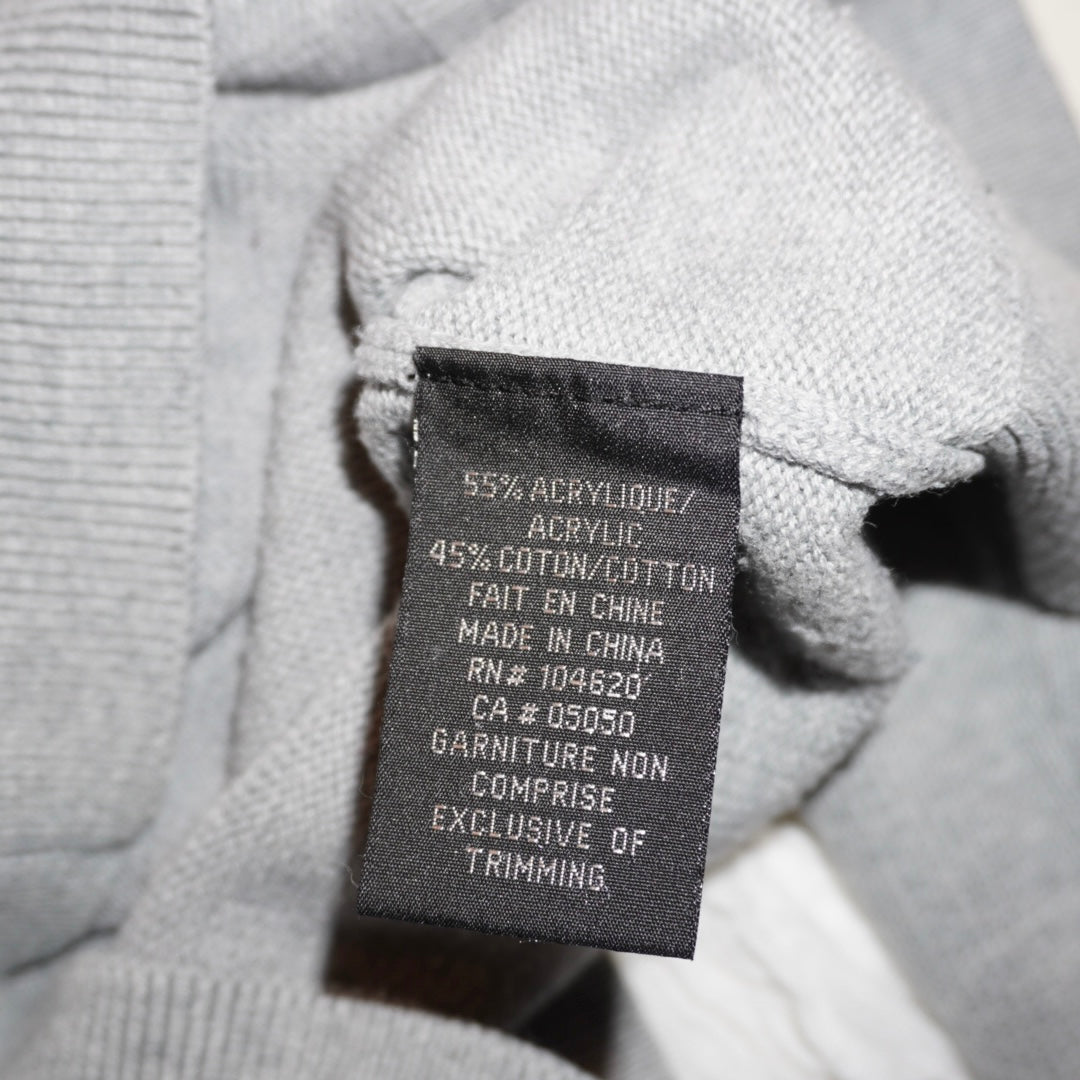 55% ACRYLIQUE/
ACRYLIC
45% COTON/COTTON
FAIT EN CHINE
MADE IN CHINA
RN# 104620
CA # 05050
GARNITURE NON
COMPRISE
EXCLUSIVE OF
TRIMMING